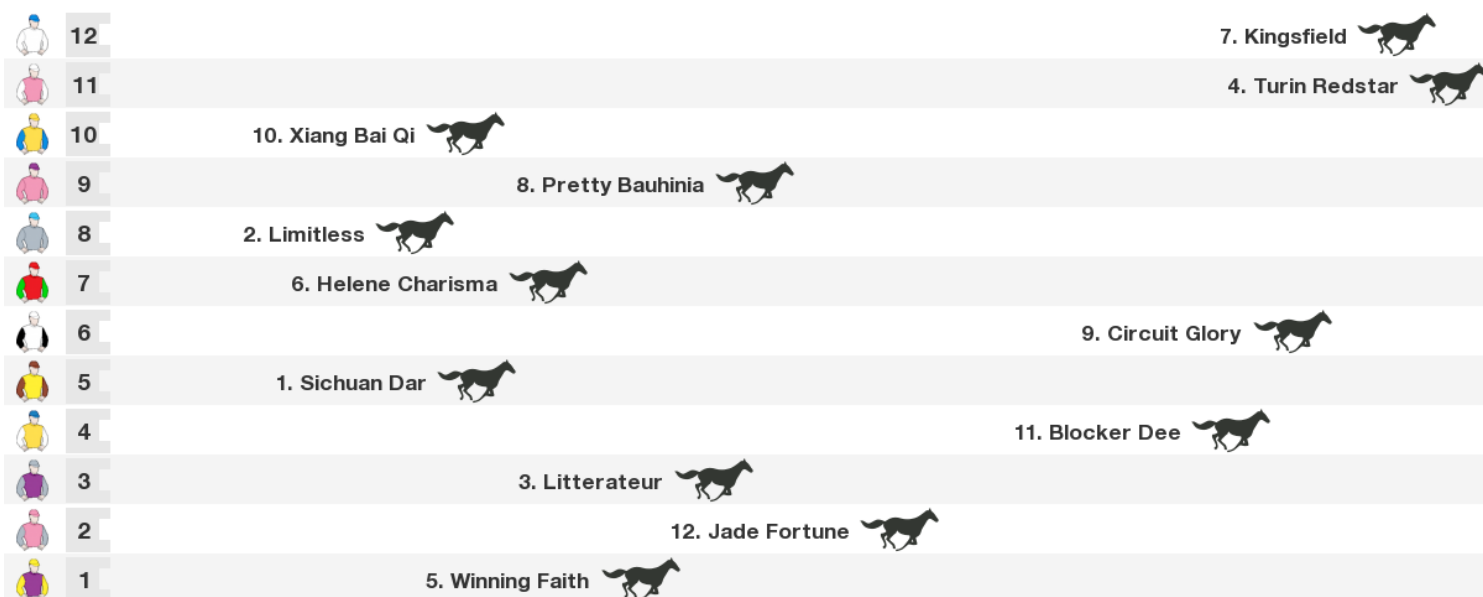 12 7. Kingsfield
11 4. Turin Redstar
10 10. Xiang Bai Qi
9 8. Pretty Bauhinia
8 2. Limitless
7 6. Helene Charisma
6 9. Circuit Glory
5 1. Sichuan Dar
4 11. Blocker Dee
3 3. Litterateur
2 12. Jade Fortune
1 5. Winning Faith